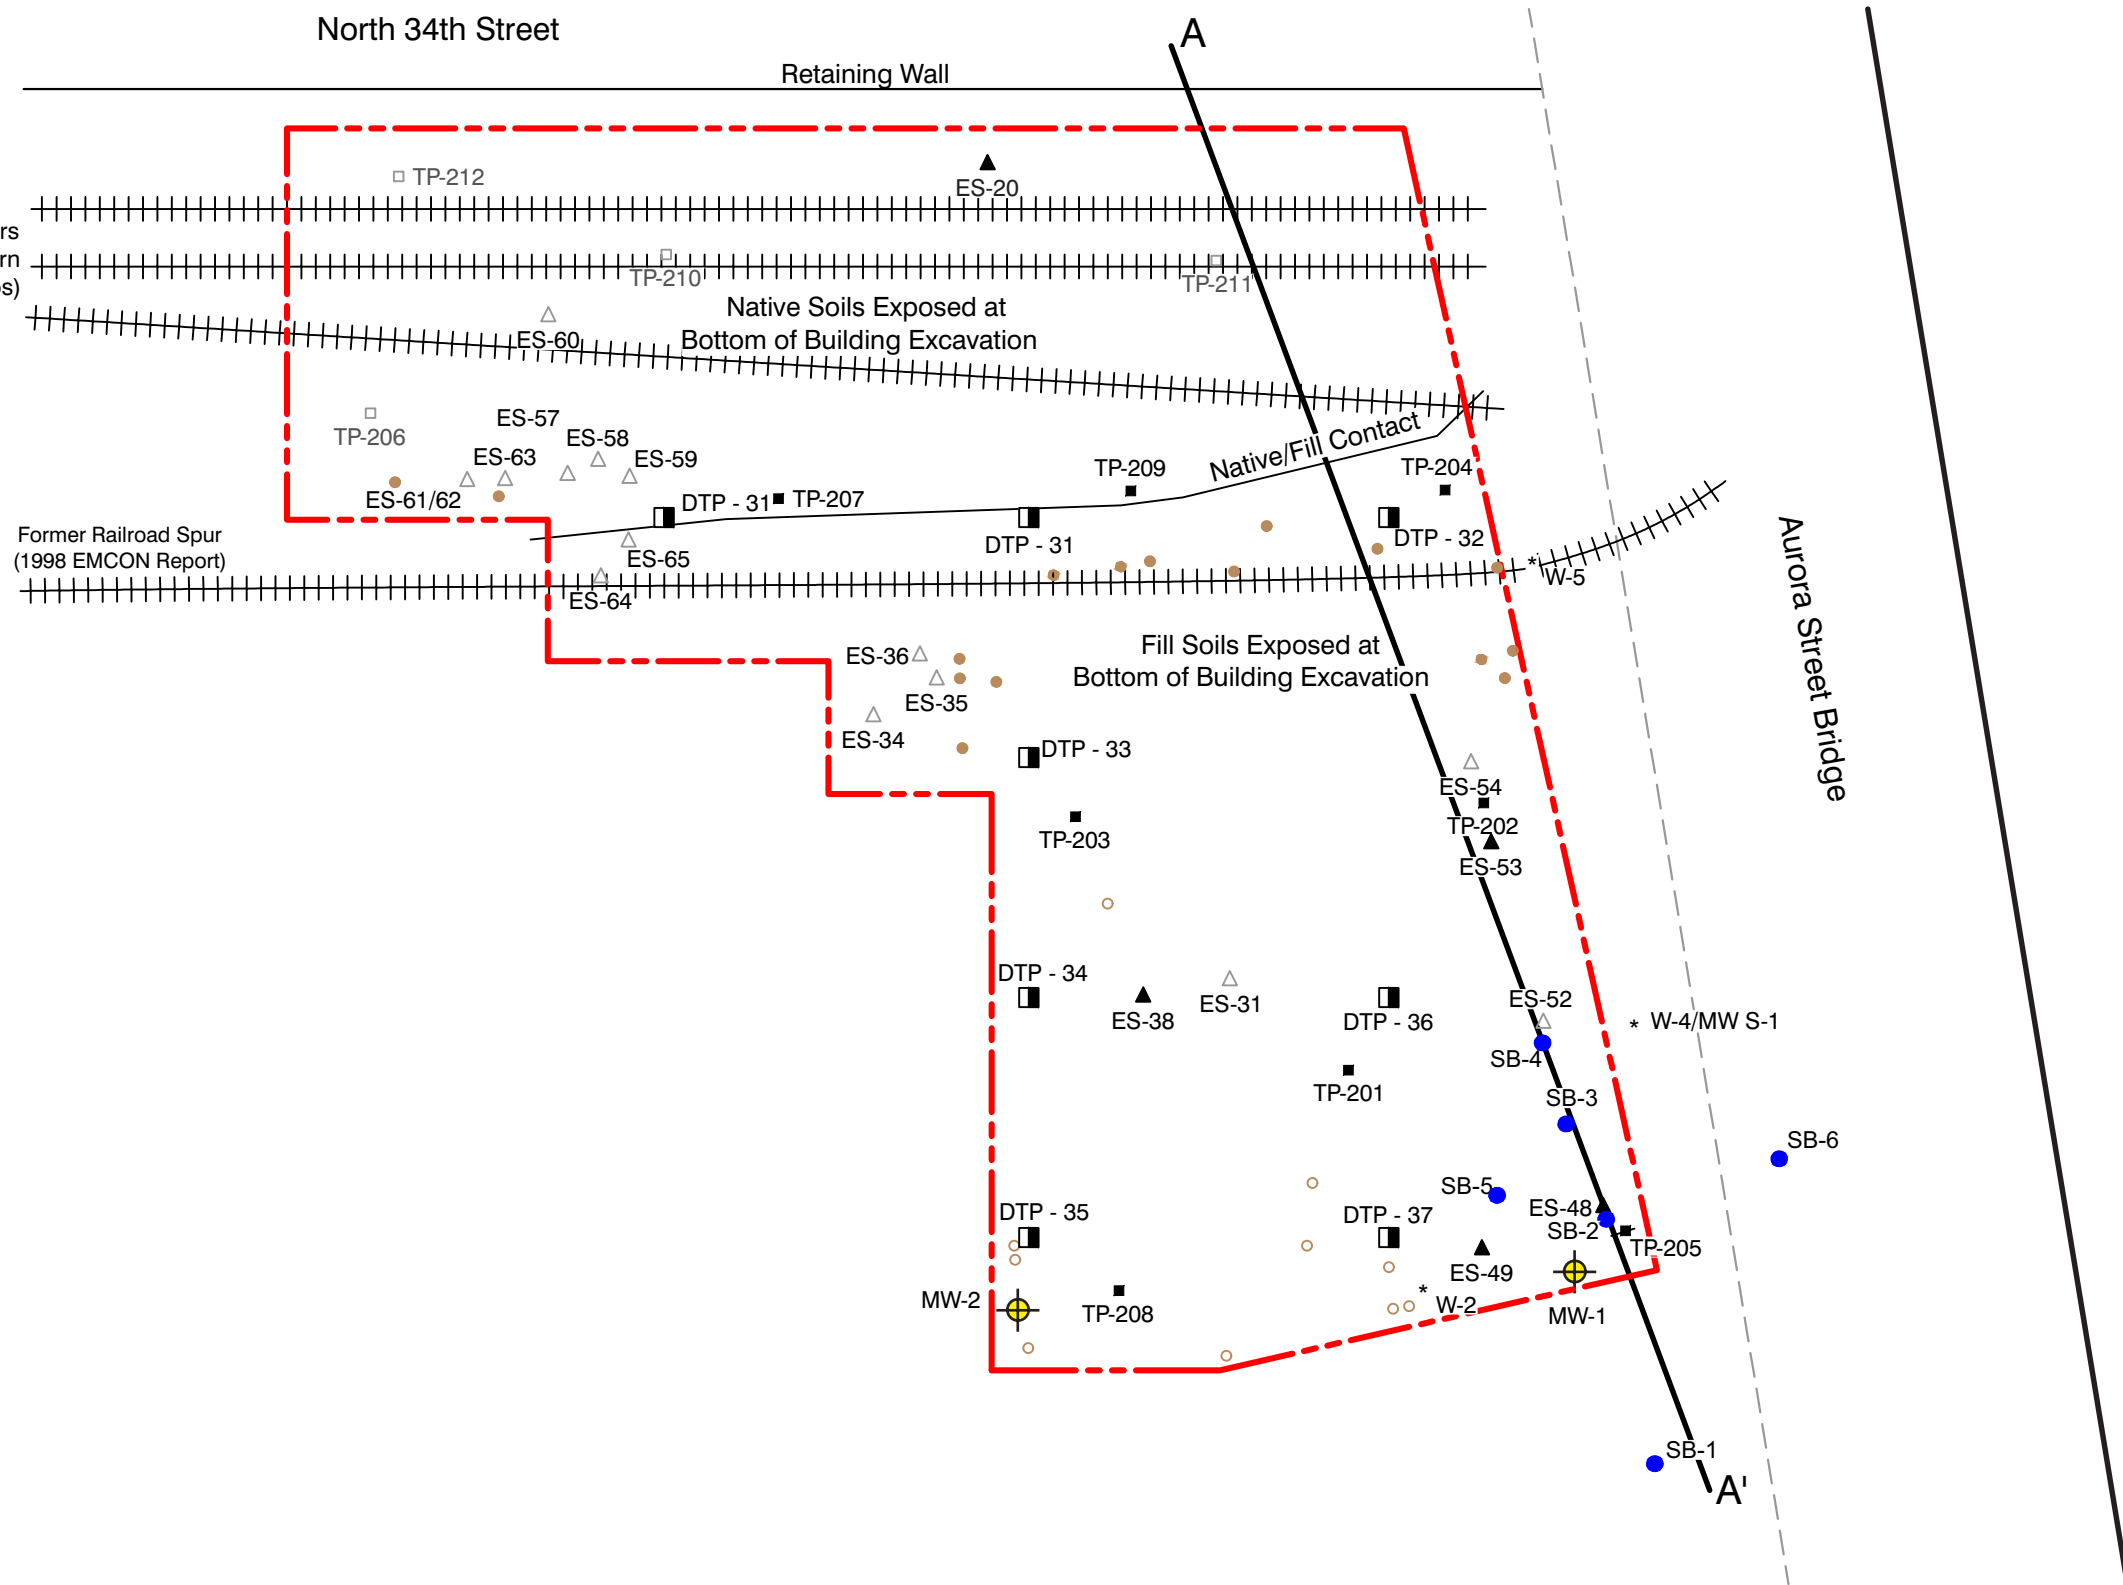 North 34th Street
A
Retaining Wall
TP-212
ES-20
rs
rn
s)
TP-210
TP-211
Native Soils Exposed at
Bottom of Building Excavation
ES-60
TP-206
ES-57
ES-58
ES-63
ES-59
ES-61/62
Native/Fill Contact
TP-209
TP-204
DTP - 31
TP-207
DTP - 31
DTP - 32
Former Railroad Spur
(1998 EMCON Report)
ES-65
ES-64
* W-5
Aurora Street Bridge
Fill Soils Exposed at
Bottom of Building Excavation
ES-36
ES-35
ES-34
DTP - 33
ES-54
TP-202
TP-203
ES-53
DTP - 34
ES-38
ES-31
DTP - 36
ES-52
* W-4/MW S-1
SB-4
TP-201
SB-3
SB-6
SB-5
DTP - 35
DTP - 37
ES-48
SB-2
TP-205
ES-49
MW-2
TP-208
* W-2
MW-1
SB-1
A'